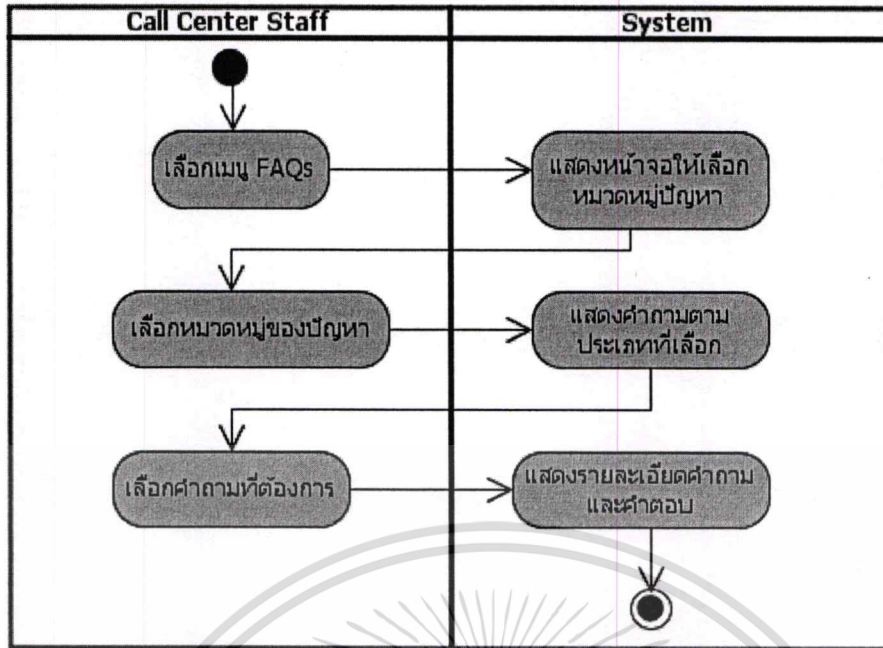 Call Center Staff
System
เลือกเมนู FAQs
แสดงหน้าจอให้เลือก
หมวดหมู่ปัญหา
เลือกหมวดหมู่ของปัญหา
แสดงคำถามตาม
ประเภทที่เลือก
เลือกคำถามที่ต้องการ
แสดงรายละเอียดคำถาม
และคำตอบ